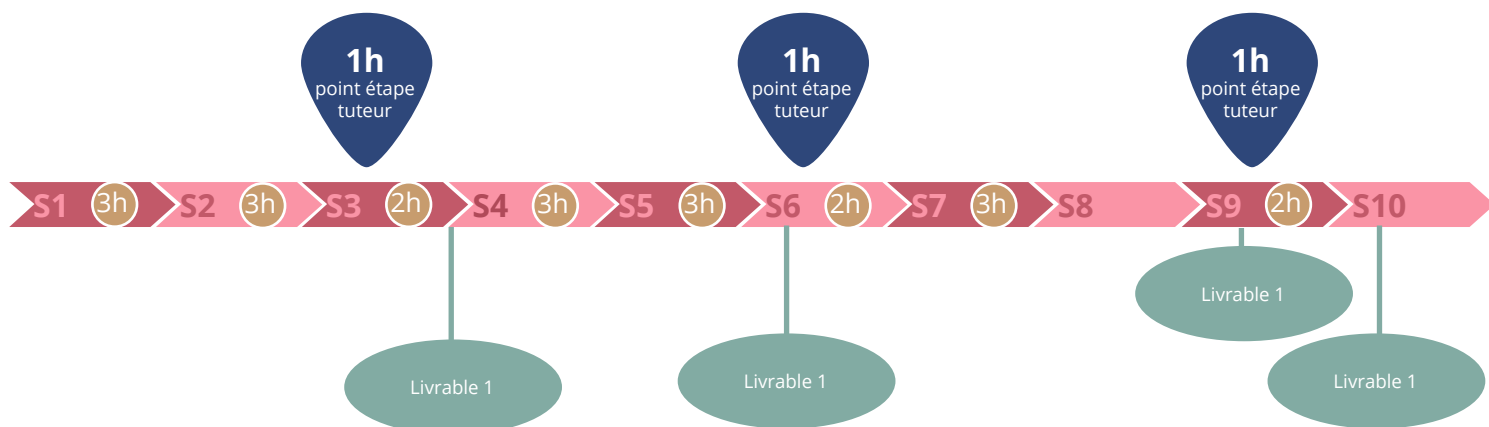 1h
point étape
tuteur
1h
point étape
tuteur
1h
point étape
tuteur
S1 3h S2 3h S3 2h S4 3h S5 3h S6 2h S7 3h S8 S9 2h S10
Livrable 1
Livrable 1
Livrable 1
Livrable 1